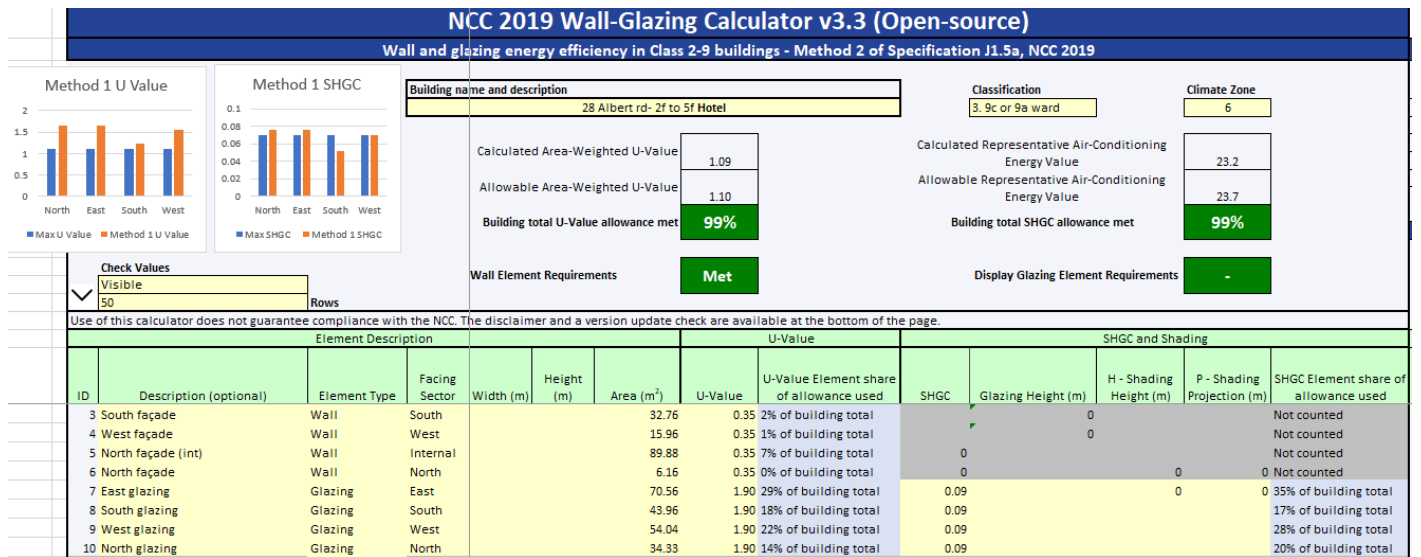 NCC 2019 Wall-Glazing Calculator v3.3 (Open-source)
Wall and glazing energy efficiency in Class 2-9 buildings - Method 2 of Specification J1.5a, NCC 2019
Method 1 U Value
2
1.5
1
0.5
0
North East South West
Max U Value Method 1 U Value
Method 1 SHGC
0.1
0.08
0.06
0.04
0.02
0
North East South West
Max SHGC Method 1 SHGC
Building name and description
28 Albert rd- 2f to 5f Hotel
Classification
3. 9c or 9a ward
Climate Zone
6
Calculated Area-Weighted U-Value
1.09
Allowable Area-Weighted U-Value
1.10
Building total U-Value allowance met 99%
Calculated Representative Air-Conditioning
Energy Value 23.2
Allowable Representative Air-Conditioning
Energy Value 23.7
Building total SHGC allowance met 99%
Check Values
Visible
50 Rows
Wall Element Requirements Met
Display Glazing Element Requirements -
Use of this calculator does not guarantee compliance with the NCC. The disclaimer and a version update check are available at the bottom of the page.
Element Description U-Value SHGC and Shading
ID Description (optional) Element Type Facing Sector Width (m) Height (m) Area (m²) U-Value U-Value Element share of allowance used SHGC Glazing Height (m) H - Shading Height (m) P - Shading Projection (m) SHGC Element share of allowance used
3 South façade Wall South 32.76 0.35 2% of building total 0 Not counted
4 West façade Wall West 15.96 0.35 1% of building total 0 Not counted
5 North façade (int) Wall Internal 89.88 0.35 7% of building total 0 Not counted
6 North façade Wall North 6.16 0.35 0% of building total 0 0 0 Not counted
7 East glazing Glazing East 70.56 1.90 29% of building total 0.09 0 0 35% of building total
8 South glazing Glazing South 43.96 1.90 18% of building total 0.09 17% of building total
9 West glazing Glazing West 54.04 1.90 22% of building total 0.09 28% of building total
10 North glazing Glazing North 34.33 1.90 14% of building total 0.09 20% of building total